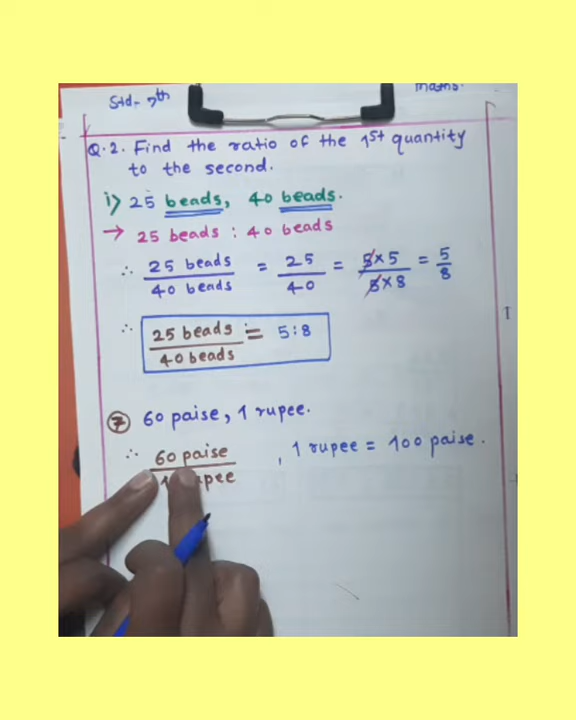 Std- 7th
Maths.
Q.2. Find the ratio of the 1st quantity
to the second.
i) 25 beads, 40 beads.
→ 25 beads : 40 beads
∴ 25 beads / 40 beads = 25 / 40 = 5×5 / 5×8 = 5 / 8
∴ 25 beads / 40 beads = 5:8
⑦ 60 paise, 1 rupee.
∴ 60 paise / 1 rupee , 1 rupee = 100 paise.